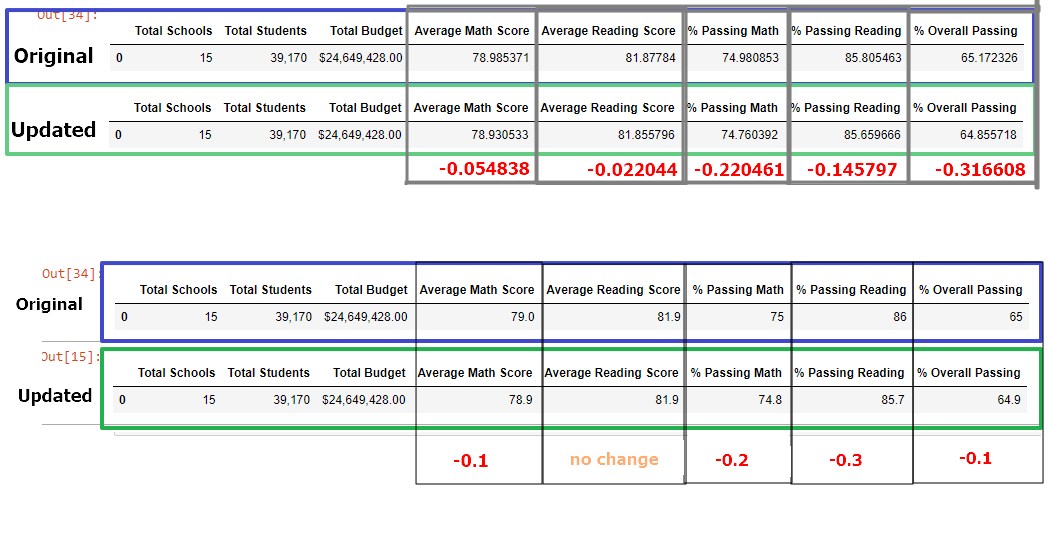 Out[34]:
Total Schools Total Students Total Budget Average Math Score Average Reading Score % Passing Math % Passing Reading % Overall Passing
Original 0 15 39,170 $24,649,428.00 78.985371 81.87784 74.980853 85.805463 65.172326
Total Schools Total Students Total Budget Average Math Score Average Reading Score % Passing Math % Passing Reading % Overall Passing
Updated 0 15 39,170 $24,649,428.00 78.930533 81.855796 74.760392 85.659666 64.855718
-0.054838 -0.022044 -0.220461 -0.145797 -0.316608
Out[34]:
Total Schools Total Students Total Budget Average Math Score Average Reading Score % Passing Math % Passing Reading % Overall Passing
Original 0 15 39,170 $24,649,428.00 79.0 81.9 75 86 65
Out[15]:
Total Schools Total Students Total Budget Average Math Score Average Reading Score % Passing Math % Passing Reading % Overall Passing
Updated 0 15 39,170 $24,649,428.00 78.9 81.9 74.8 85.7 64.9
-0.1 no change -0.2 -0.3 -0.1